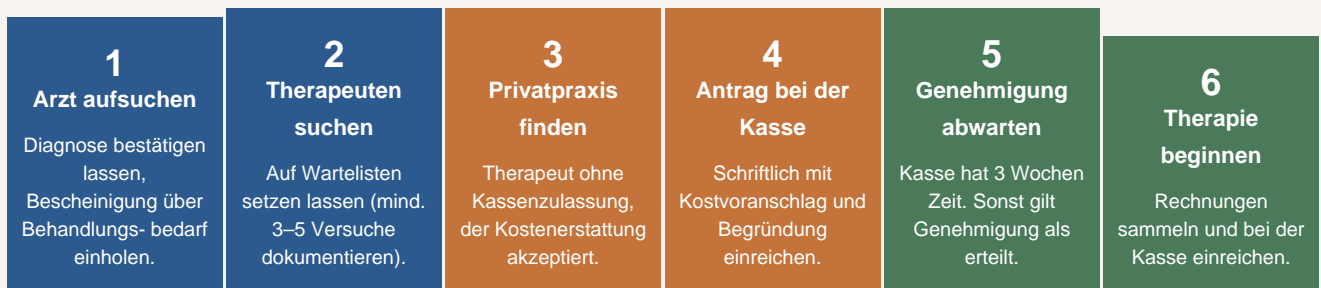 1
Arzt aufsuchen
Diagnose bestätigen
lassen,
Bescheinigung über
Behandlungs- bedarf
einholen.
2
Therapeuten
suchen
Auf Wartelisten
setzen lassen (mind.
3–5 Versuche
dokumentieren).
3
Privatpraxis
finden
Therapeut ohne
Kassenzulassung,
der Kostenerstattung
akzeptiert.
4
Antrag bei der
Kasse
Schriftlich mit
Kostvoranschlag und
Begründung
einreichen.
5
Genehmigung
abwarten
Kasse hat 3 Wochen
Zeit. Sonst gilt
Genehmigung als
erteilt.
6
Therapie
beginnen
Rechnungen
sammeln und bei der
Kasse einreichen.